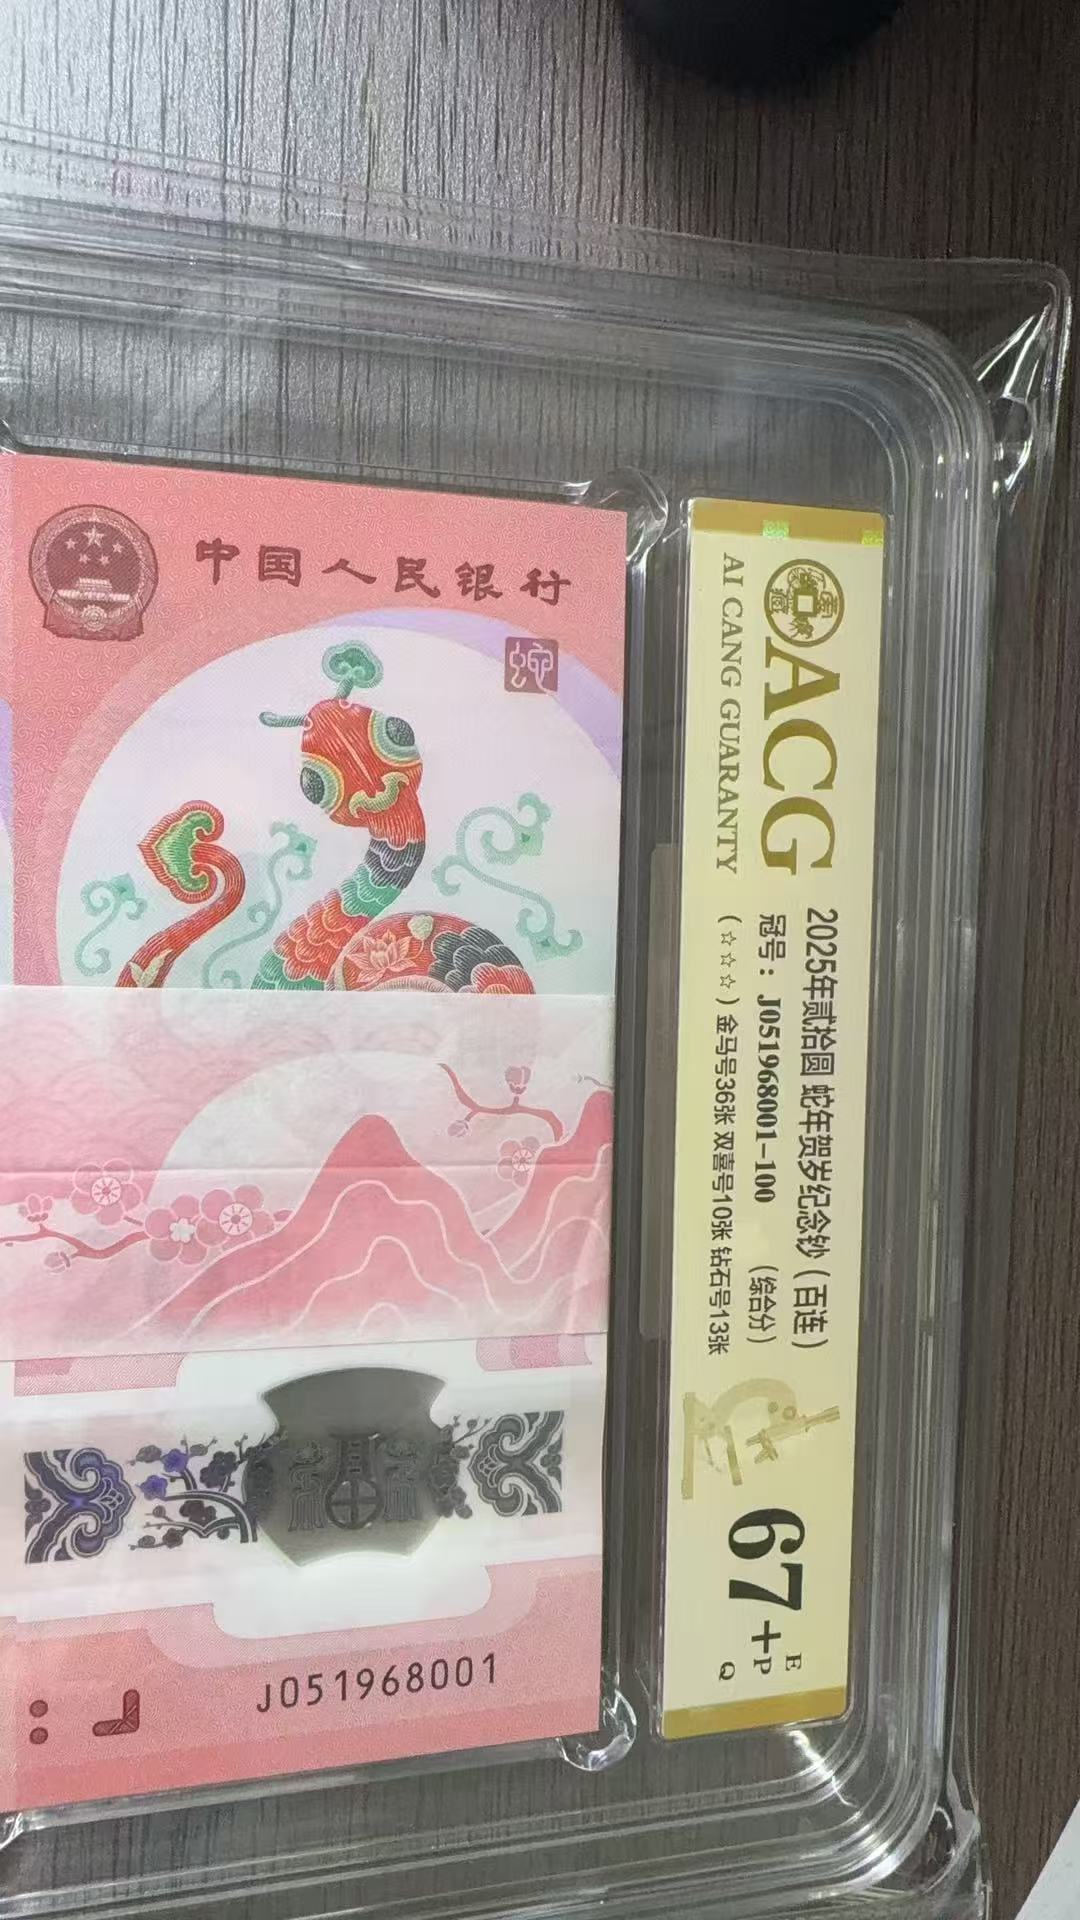 中国人民银行
蛇
福
J051968001
ACG
AI CANG GUARANTY
2025年贰拾圆 蛇年贺岁纪念钞（百连）
冠号：J051968001-100 （综合分）
（☆☆☆）金马号36张 双喜号10张 钻石号13张
67+
E
P
Q